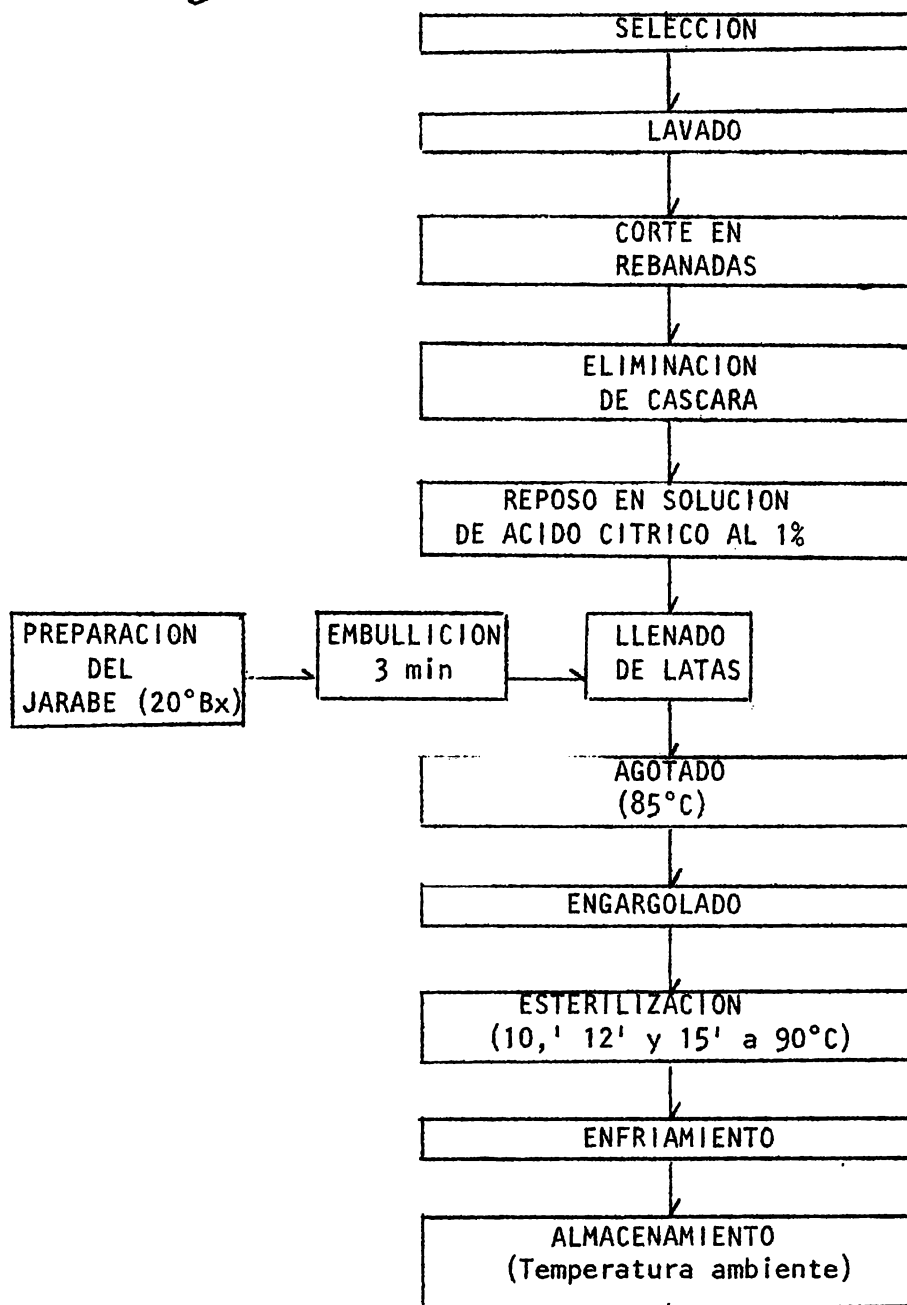 SELECCION
LAVADO
CORTE EN
REBANADAS
ELIMINACION
DE CASCARA
REPOSO EN SOLUCION
DE ACIDO CITRICO AL 1%
PREPARACION
DEL
JARABE (20°Bx)
EMBULLICION
3 min
LLENADO
DE LATAS
AGOTADO
(85°C)
ENGARGOLADO
ESTERILIZACION
(10,' 12' y 15' a 90°C)
ENFRIAMIENTO
ALMACENAMIENTO
(Temperatura ambiente)